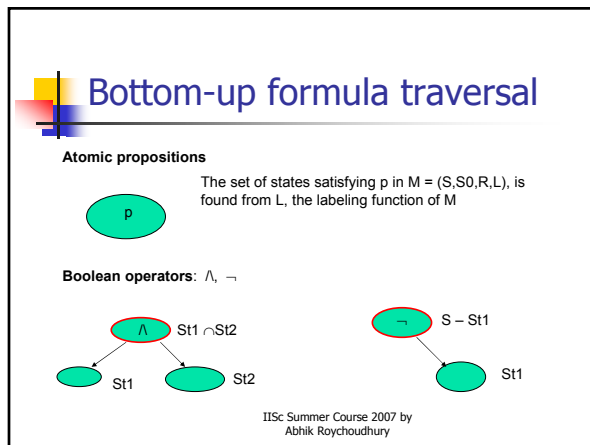 Bottom-up formula traversal
Atomic propositions
p
The set of states satisfying p in M = (S,S0,R,L), is
found from L, the labeling function of M
Boolean operators: /\, ¬
/\ St1 ∩St2
St1
St2
¬ S – St1
St1
IISc Summer Course 2007 by
Abhik Roychoudhury